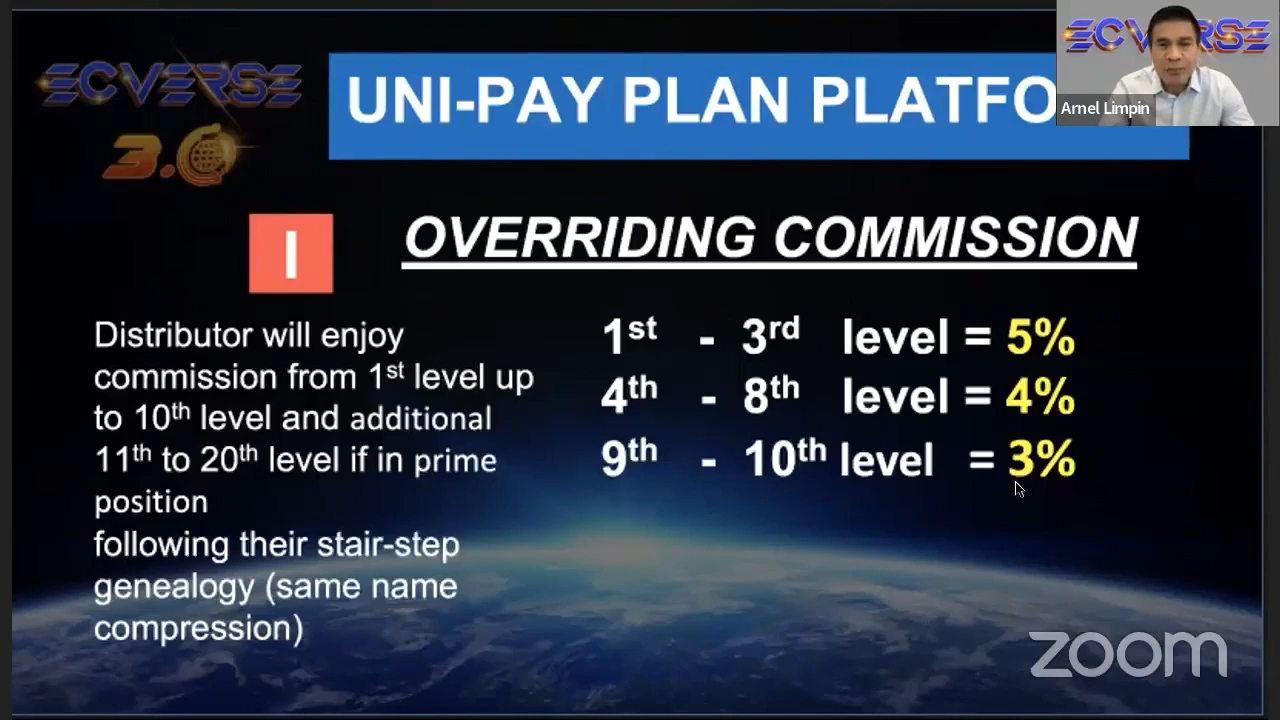 ECVERSE
3.0
UNI-PAY PLAN PLATFO
ECVERSE
Arnel Limpin
I
OVERRIDING COMMISSION
Distributor will enjoy
commission from 1st level up
to 10th level and additional
11th to 20th level if in prime
position
following their stair-step
genealogy (same name
compression)
1st - 3rd level = 5%
4th - 8th level = 4%
9th - 10th level = 3%
zoom